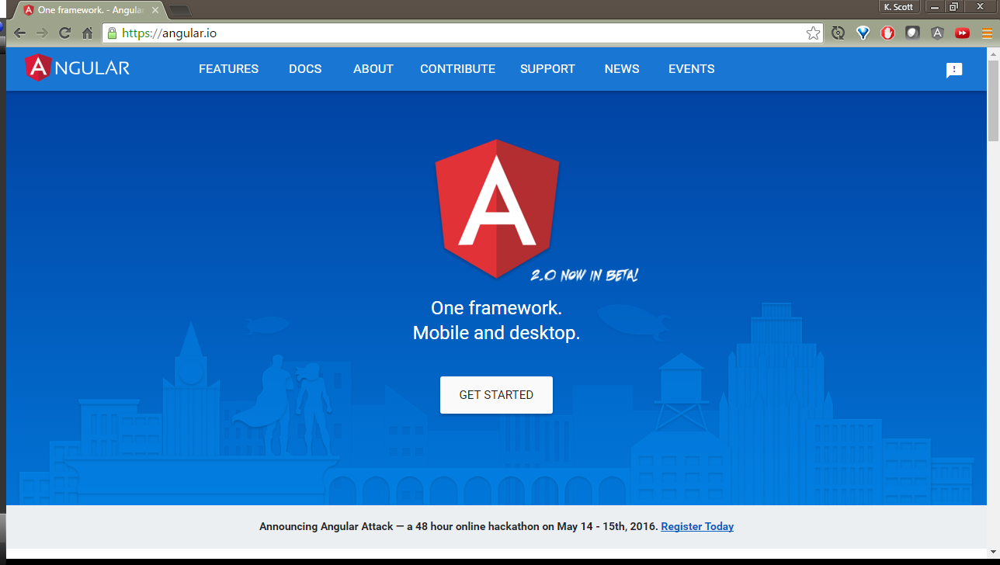 One framework. - Angular
K. Scott
https://angular.io
ANGULAR
FEATURES
DOCS
ABOUT
CONTRIBUTE
SUPPORT
NEWS
EVENTS
A
2.0 NOW IN BETA!
One framework.
Mobile and desktop.
GET STARTED
Announcing Angular Attack — a 48 hour online hackathon on May 14 - 15th, 2016. Register Today